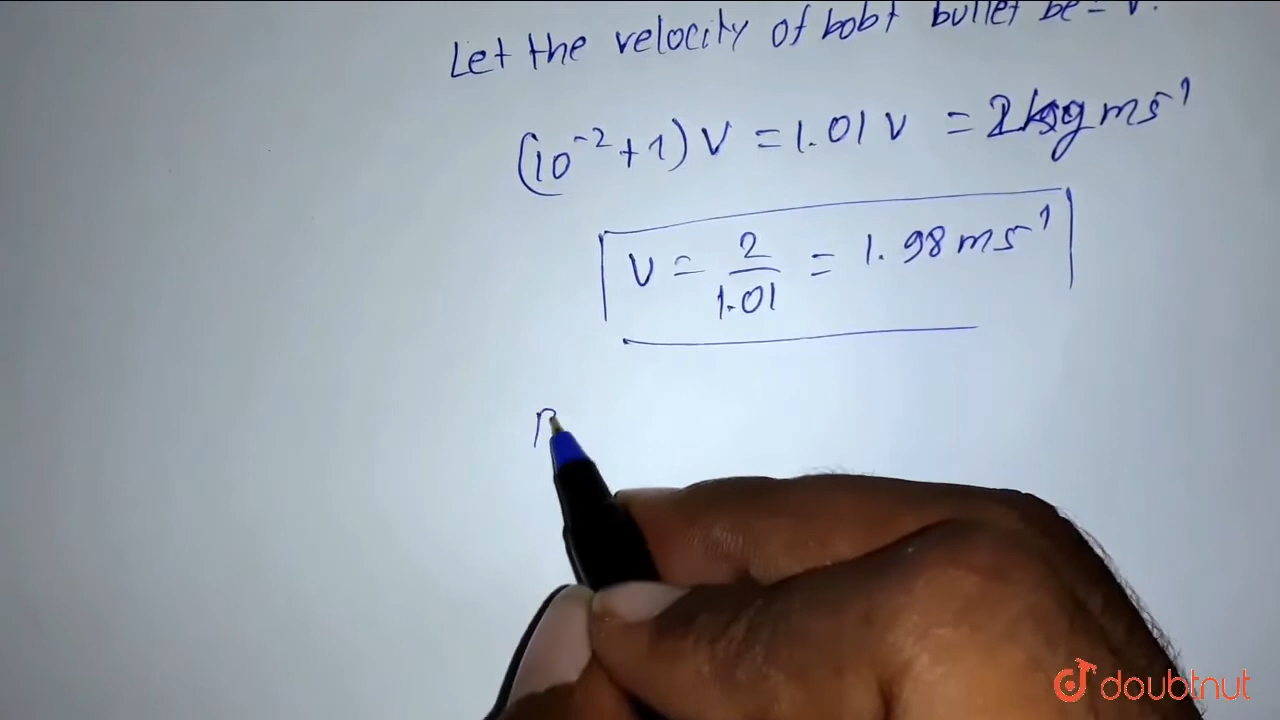 Let the velocity of bobt bullet be = V.
(10⁻² + 1) V = 1.01 V = 2 kg ms⁻¹
V = 2/1.01 = 1.98 ms⁻¹
doubtnut